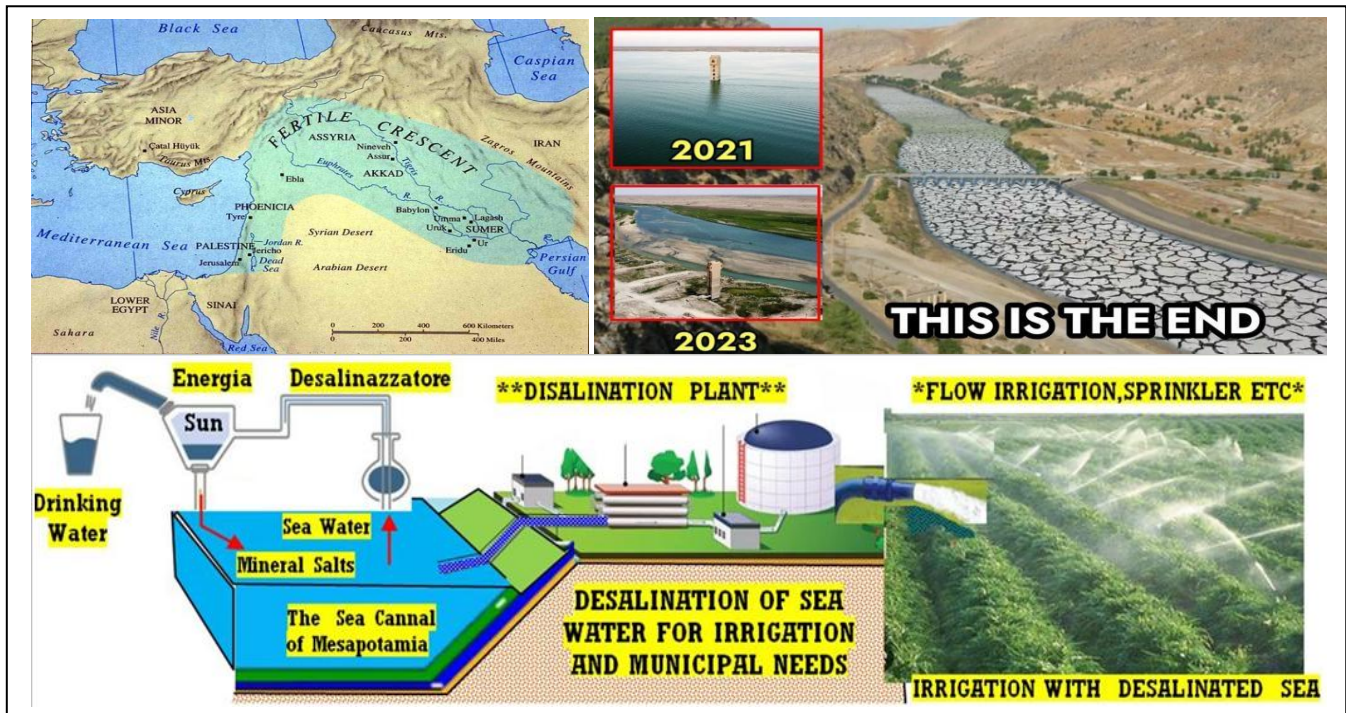 Black Sea
Caucasus Mts.
Caspian
Sea
ASIA
MINOR
Çatal Hüyük
Taurus Mts.
FERTILE CRESCENT
ASSYRIA
Nineveh
Assur
Tigris
R.
AKKAD
IRAN
Zagros Mountains
Cyprus
Ebla
Euphrates
R.
PHOENICIA
Tyre
Babylon
Umma
Lagash
Uruk
SUMER
Ur
Eridu
Mediterranean Sea
Syrian Desert
PALESTINE
Jordan R.
Jericho
Jerusalem
Dead
Sea
Arabian Desert
Persian
Gulf
LOWER
EGYPT
SINAI
Nile R.
Sahara
Red Sea
0 200 400 600 Kilometers
0 200 400 Miles
2021
2023
THIS IS THE END
Energia
Desalinazzatore
Sun
Drinking
Water
Sea Water
Mineral Salts
The Sea Cannal
of Mesapotamia
**DISALINATION PLANT**
DESALINATION OF SEA
WATER FOR IRRIGATION
AND MUNICIPAL NEEDS
*FLOW IRRIGATION,SPRINKLER ETC*
IRRIGATION WITH DESALINATED SEA